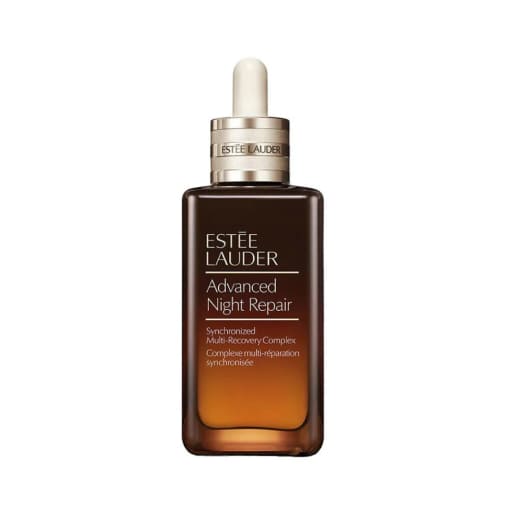 ESTĒE LAUDER
ESTĒE
LAUDER
Advanced
Night Repair
Synchronized
Multi-Recovery Complex
Complexe multi-réparation
synchronisée